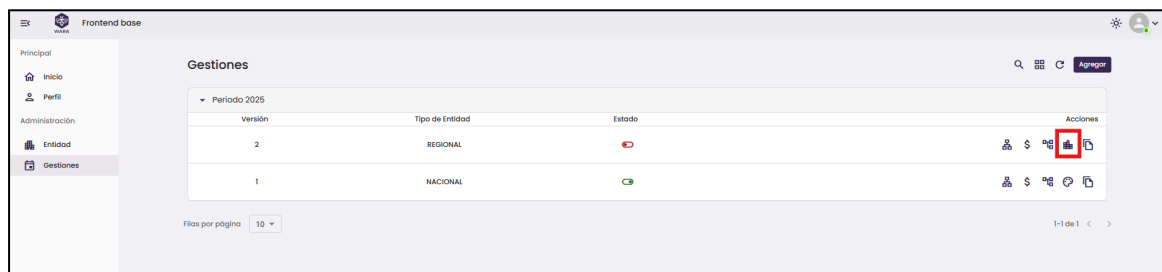 WARA
Frontend base
Principal
Inicio
Perfil
Administración
Entidad
Gestiones
Gestiones
Agregar
Periodo 2025
Versión Tipo de Entidad Estado Acciones
2 REGIONAL $
1 NACIONAL $
Filas por página 10 1-1 de 1